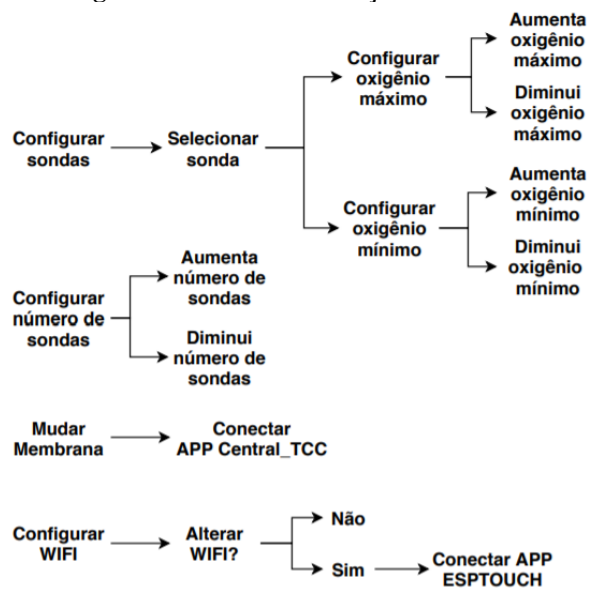 Configurar
sondas
Selecionar
sonda
Configurar
oxigênio
máximo
Aumenta
oxigênio
máximo
Diminui
oxigênio
máximo
Configurar
oxigênio
mínimo
Aumenta
oxigênio
mínimo
Diminui
oxigênio
mínimo
Configurar
número de
sondas
Aumenta
número de
sondas
Diminui
número de
sondas
Mudar
Membrana
Conectar
APP Central_TCC
Configurar
WIFI
Alterar
WIFI?
Não
Sim
Conectar APP
ESPTOUCH